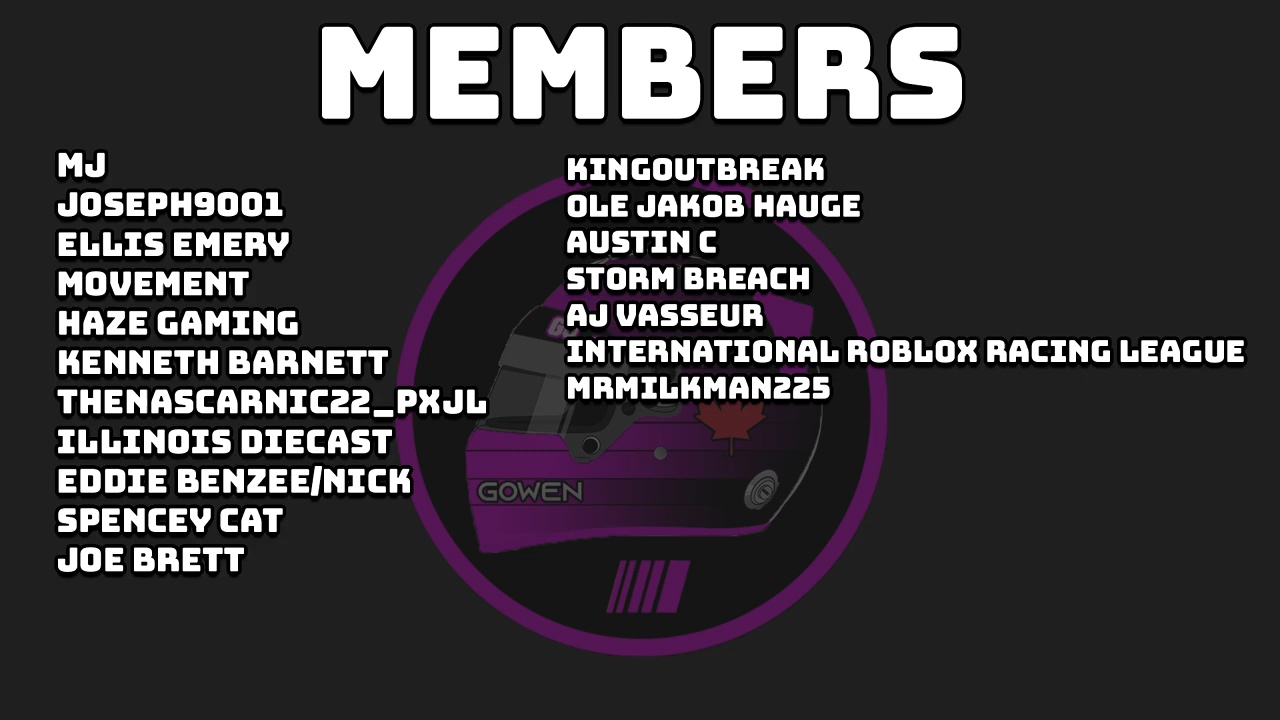 MEMBERS
MJ
JOSEPH9001
ELLIS EMERY
MOVEMENT
HAZE GAMING
KENNETH BARNETT
THENASCARNIC22_PXJL
ILLINOIS DIECAST
EDDIE BENZEE/NICK
SPENCEY CAT
JOE BRETT
KINGOUTBREAK
OLE JAKOB HAUGE
AUSTIN C
STORM BREACH
AJ VASSEUR
INTERNATIONAL ROBLOX RACING LEAGUE
MRMILKMAN225
GOWEN